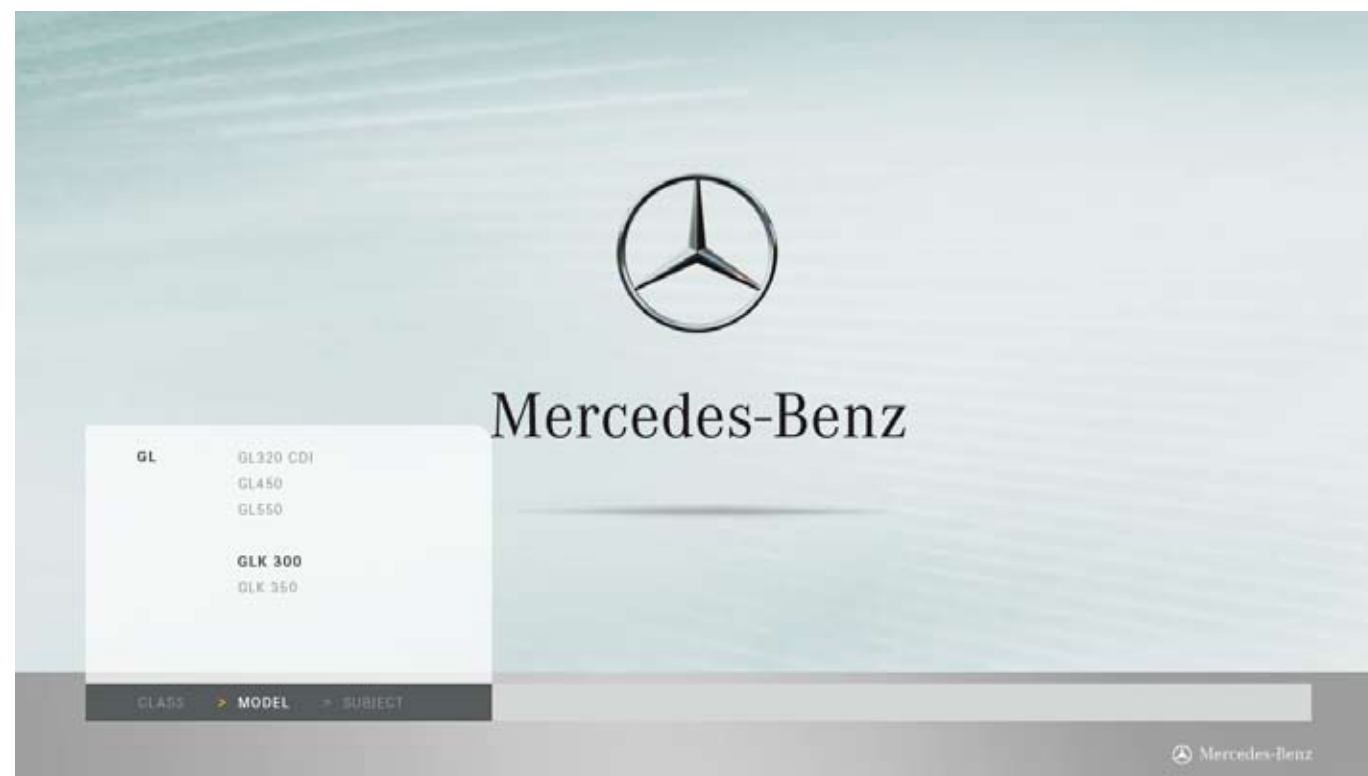 Mercedes-Benz
GL GL320 CDI
GL450
GL550
GLK 300
GLK 350
CLASS > MODEL > SUBJECT
Mercedes-Benz